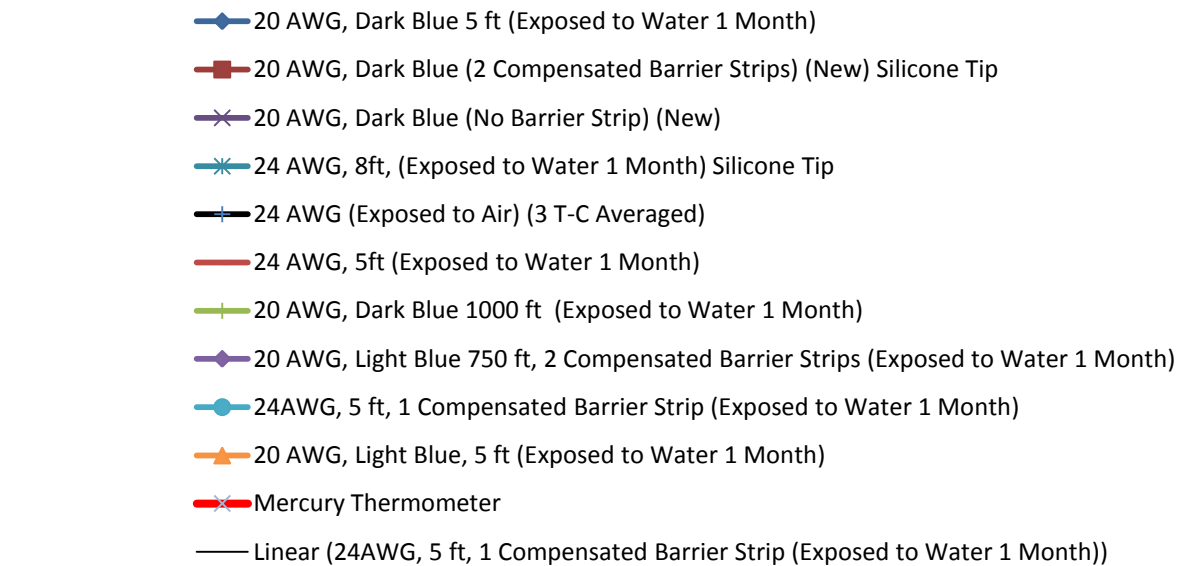 20 AWG, Dark Blue 5 ft (Exposed to Water 1 Month)
20 AWG, Dark Blue (2 Compensated Barrier Strips) (New) Silicone Tip
20 AWG, Dark Blue (No Barrier Strip) (New)
24 AWG, 8ft, (Exposed to Water 1 Month) Silicone Tip
24 AWG (Exposed to Air) (3 T-C Averaged)
24 AWG, 5ft (Exposed to Water 1 Month)
20 AWG, Dark Blue 1000 ft  (Exposed to Water 1 Month)
20 AWG, Light Blue 750 ft, 2 Compensated Barrier Strips (Exposed to Water 1 Month)
24AWG, 5 ft, 1 Compensated Barrier Strip (Exposed to Water 1 Month)
20 AWG, Light Blue, 5 ft (Exposed to Water 1 Month)
Mercury Thermometer
Linear (24AWG, 5 ft, 1 Compensated Barrier Strip (Exposed to Water 1 Month))